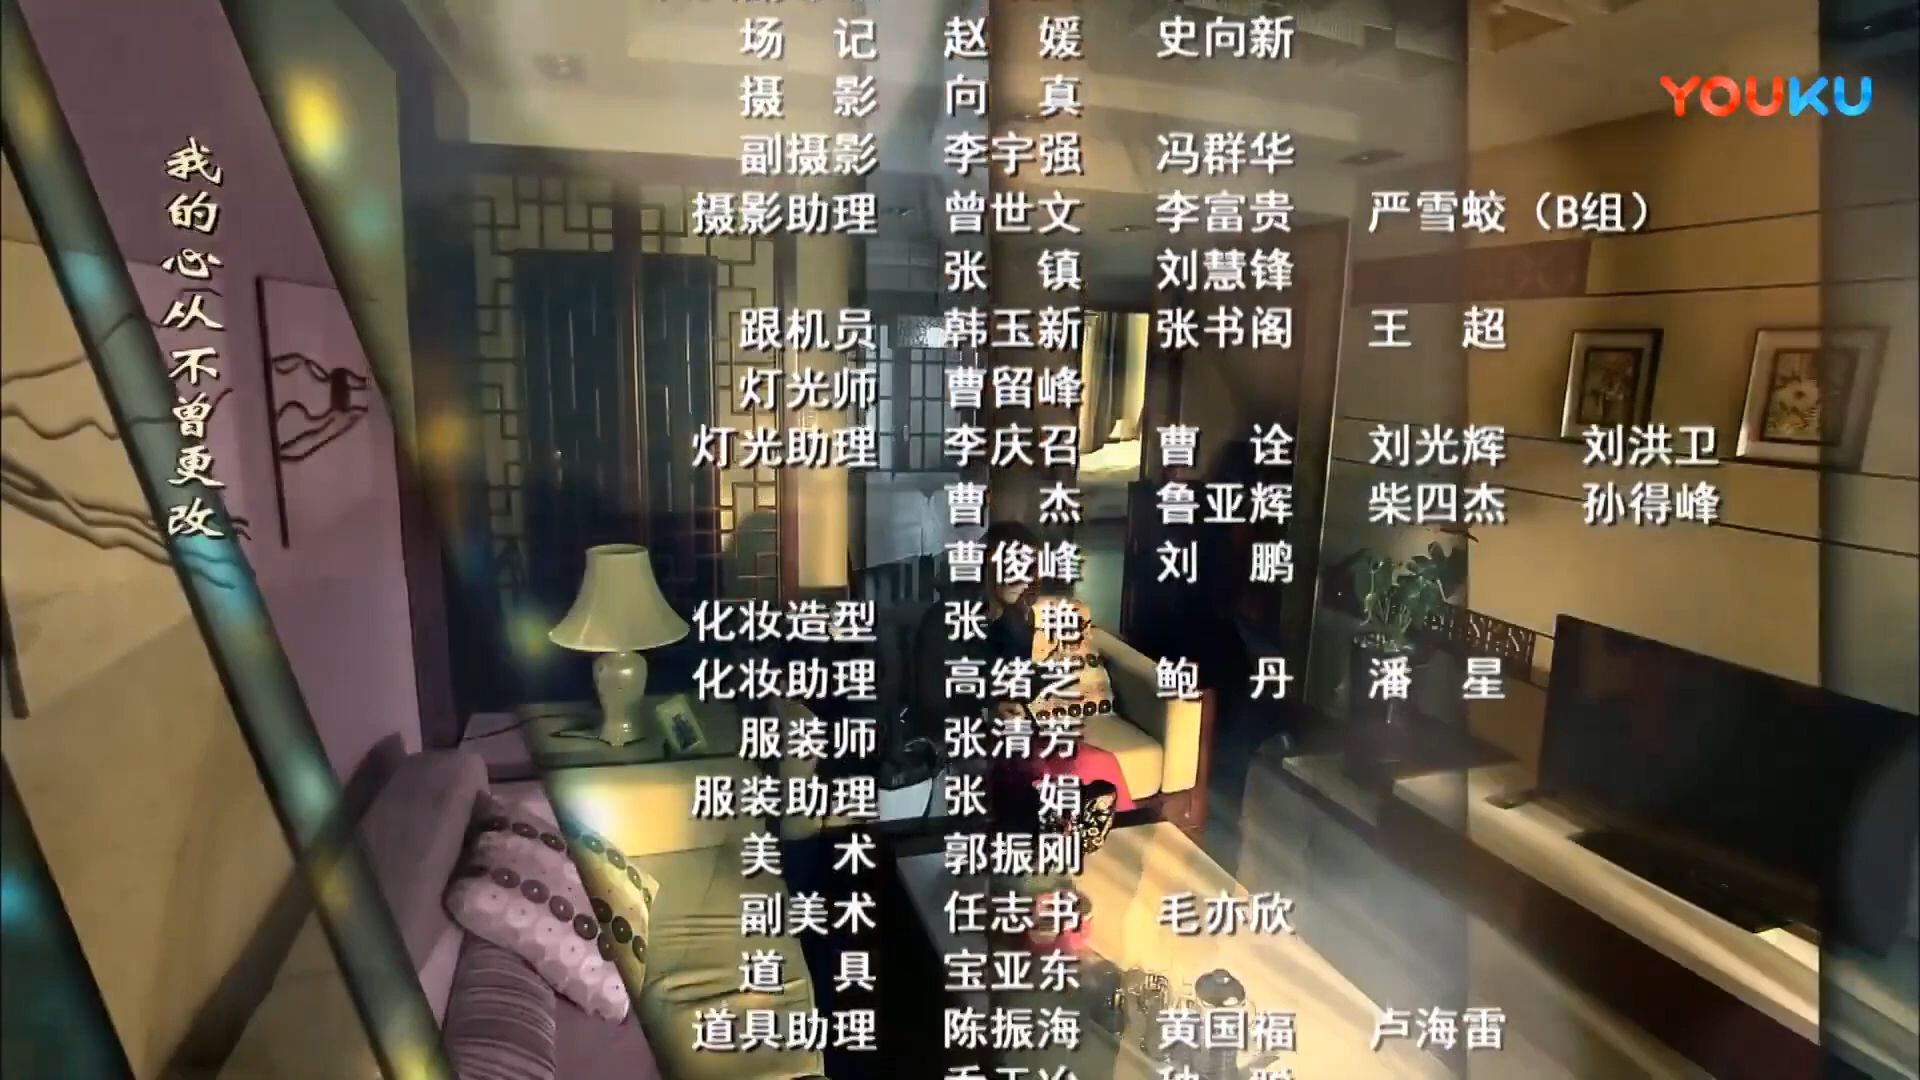 场 记 赵 媛 史向新
摄 影 向 真
副摄影 李宇强 冯群华
摄影助理 曾世文 李富贵 严雪蛟（B组）
张 镇 刘慧锋
跟机员 韩玉新 张书阁 王 超
灯光师 曹留峰
灯光助理 李庆召 曹 诠 刘光辉 刘洪卫
曹 杰 鲁亚辉 柴四杰 孙得峰
曹俊峰 刘 鹏
化妆造型 张 艳
化妆助理 高绪芝 鲍 丹 潘 星
服装师 张清芳
服装助理 张 娟
美 术 郭振刚
副美术 任志书 毛亦欣
道 具 宝亚东
道具助理 陈振海 黄国福 卢海雷
我的心从不曾更改
YOUKU